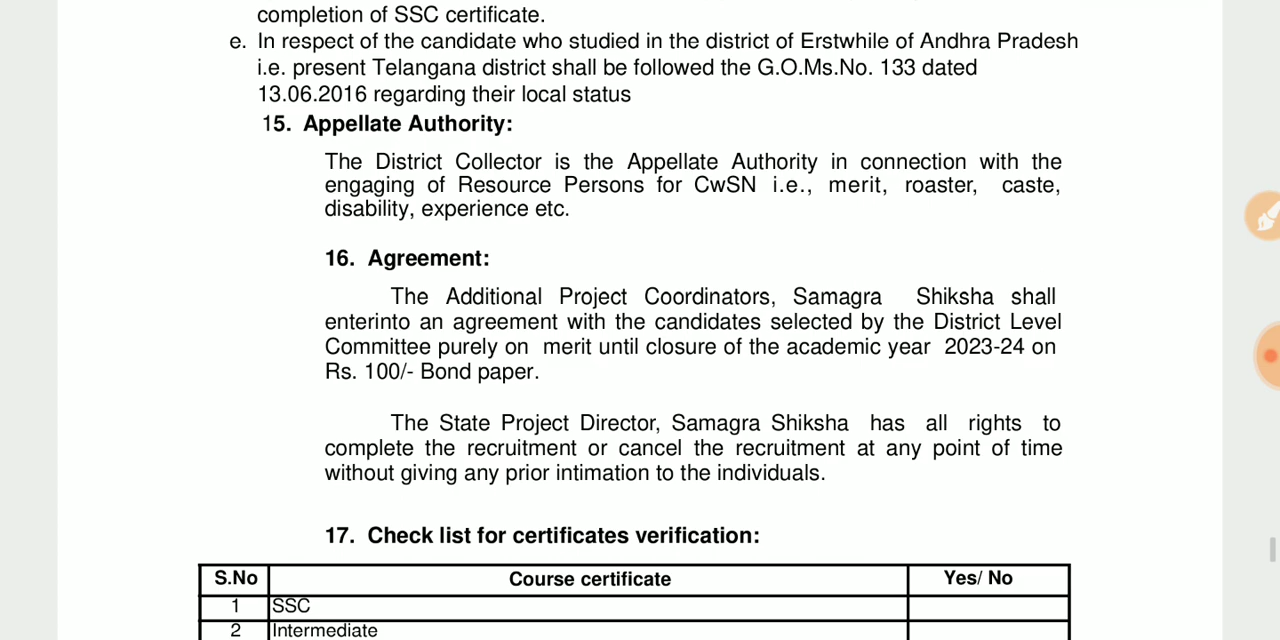 completion of SSC certificate.
e. In respect of the candidate who studied in the district of Erstwhile of Andhra Pradesh
i.e. present Telangana district shall be followed the G.O.Ms.No. 133 dated
13.06.2016 regarding their local status
15. Appellate Authority:
The District Collector is the Appellate Authority in connection with the
engaging of Resource Persons for CwSN i.e., merit, roaster, caste,
disability, experience etc.
16. Agreement:
The Additional Project Coordinators, Samagra Shiksha shall
enterinto an agreement with the candidates selected by the District Level
Committee purely on merit until closure of the academic year 2023-24 on
Rs. 100/- Bond paper.
The State Project Director, Samagra Shiksha has all rights to
complete the recruitment or cancel the recruitment at any point of time
without giving any prior intimation to the individuals.
17. Check list for certificates verification:
S.No Course certificate Yes/ No
1 SSC
2 Intermediate